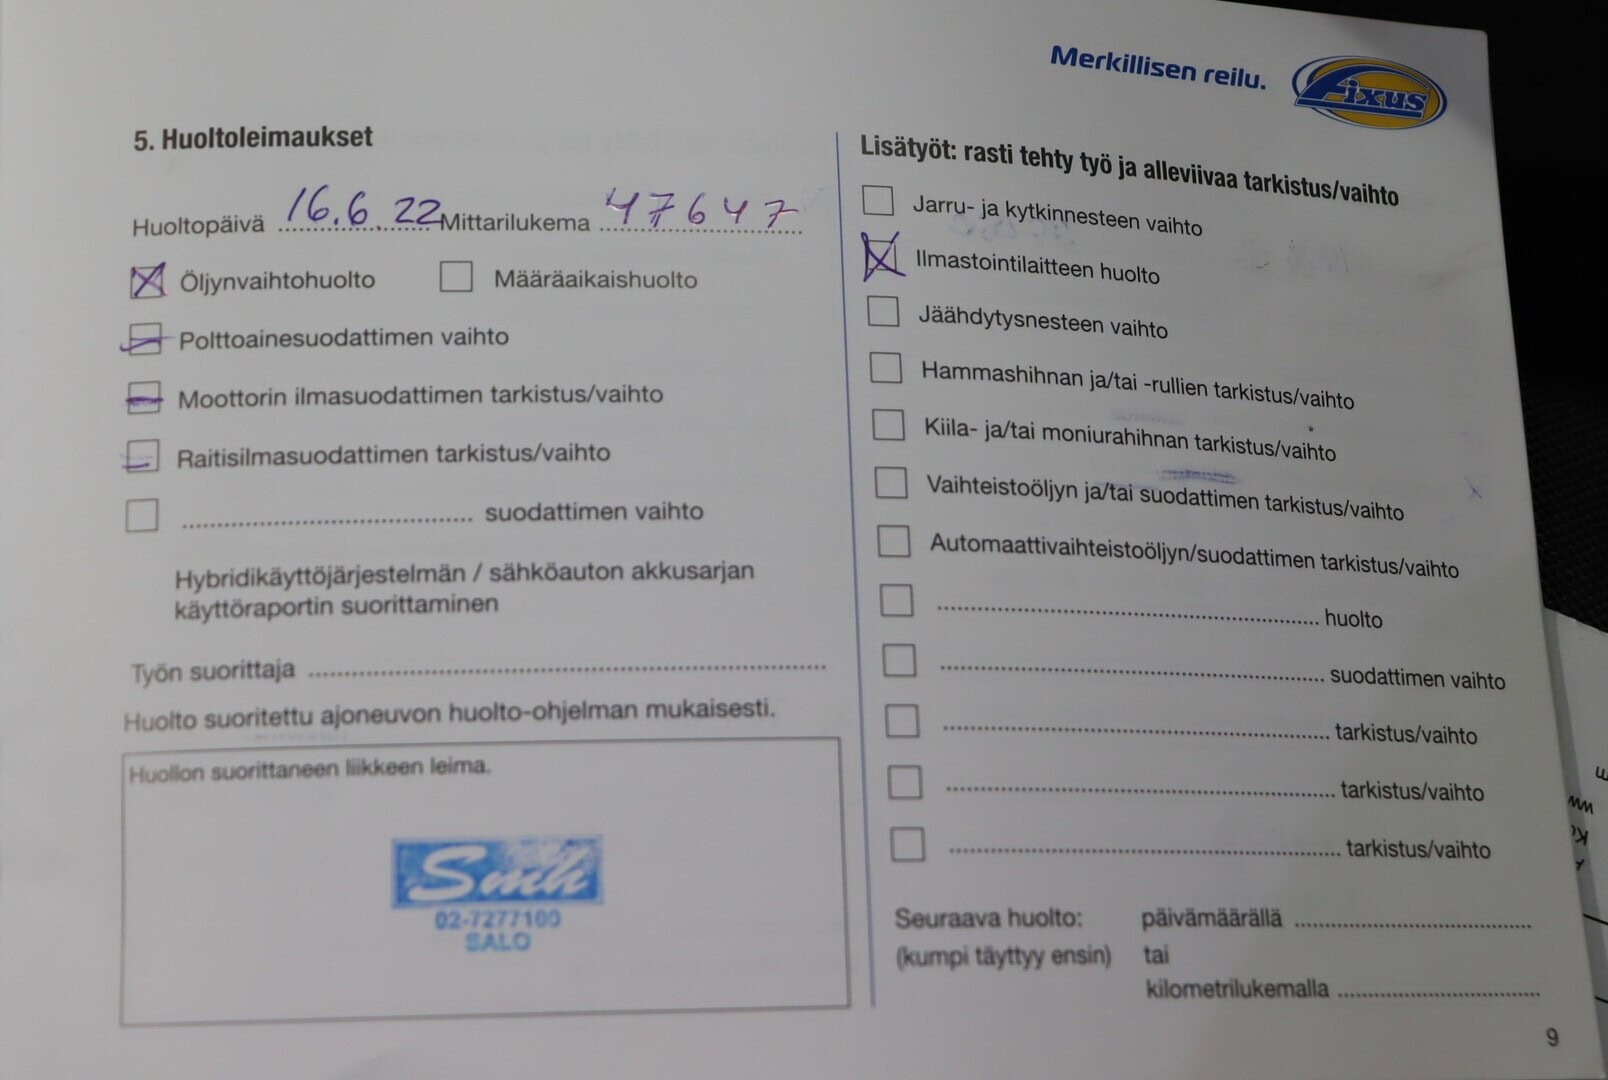 Merkillisen reilu.
Fixus
5. Huoltoleimaukset
Huoltopäivä 16.6.22 Mittarilukema 47647
Öljynvaihtohuolto Määräaikaishuolto
Polttoainesuodattimen vaihto
Moottorin ilmasuodattimen tarkistus/vaihto
Raitisilmasuodattimen tarkistus/vaihto
suodattimen vaihto
Hybridikäyttöjärjestelmän / sähköauton akkusarjan
käyttöraportin suorittaminen
Työn suorittaja
Huolto suoritettu ajoneuvon huolto-ohjelman mukaisesti.
Huollon suorittaneen liikkeen leima.
Smh
02-7277100
SALO
Lisätyöt: rasti tehty työ ja alleviivaa tarkistus/vaihto
Jarru- ja kytkinnesteen vaihto
Ilmastointilaitteen huolto
Jäähdytysnesteen vaihto
Hammashihnan ja/tai -rullien tarkistus/vaihto
Kiila- ja/tai moniurahihnan tarkistus/vaihto
Vaihteistoöljyn ja/tai suodattimen tarkistus/vaihto
Automaattivaihteistoöljyn/suodattimen tarkistus/vaihto
huolto
suodattimen vaihto
tarkistus/vaihto
tarkistus/vaihto
tarkistus/vaihto
Seuraava huolto: päivämäärällä
(kumpi täyttyy ensin) tai
kilometrilukemalla
9